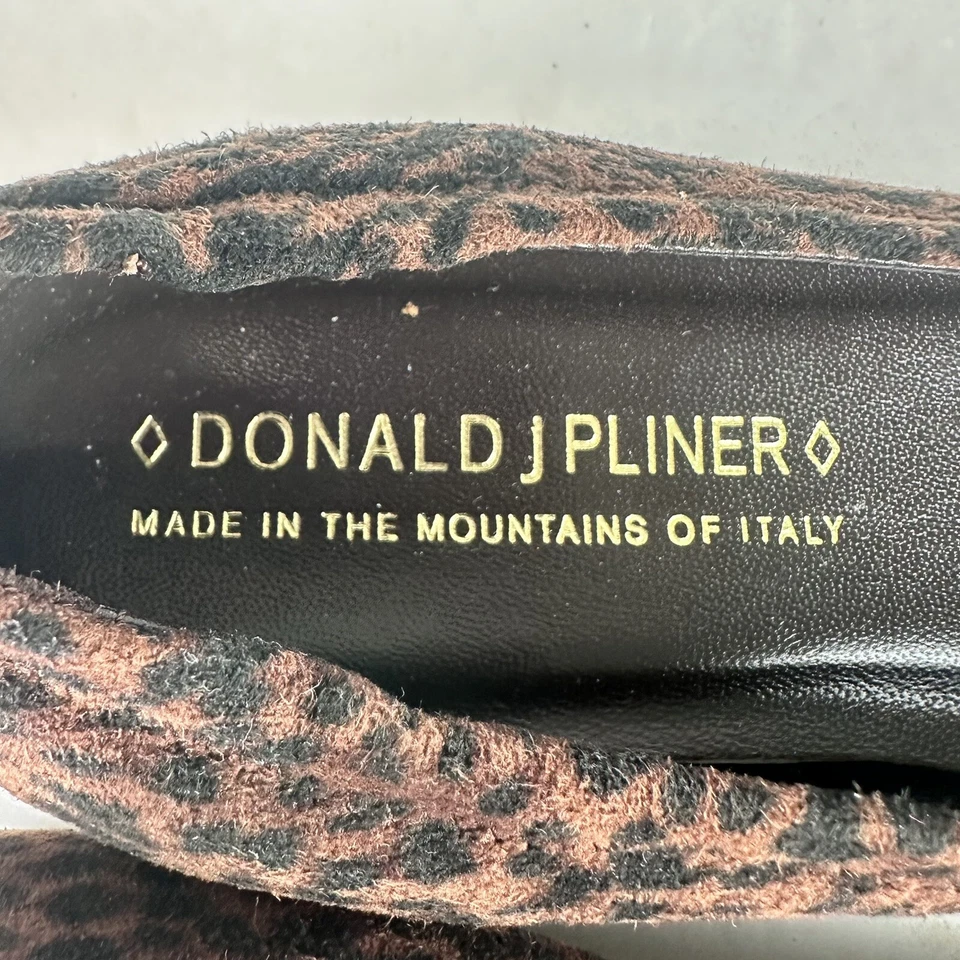 ◊ DONALD J PLINER ◊
MADE IN THE MOUNTAINS OF ITALY